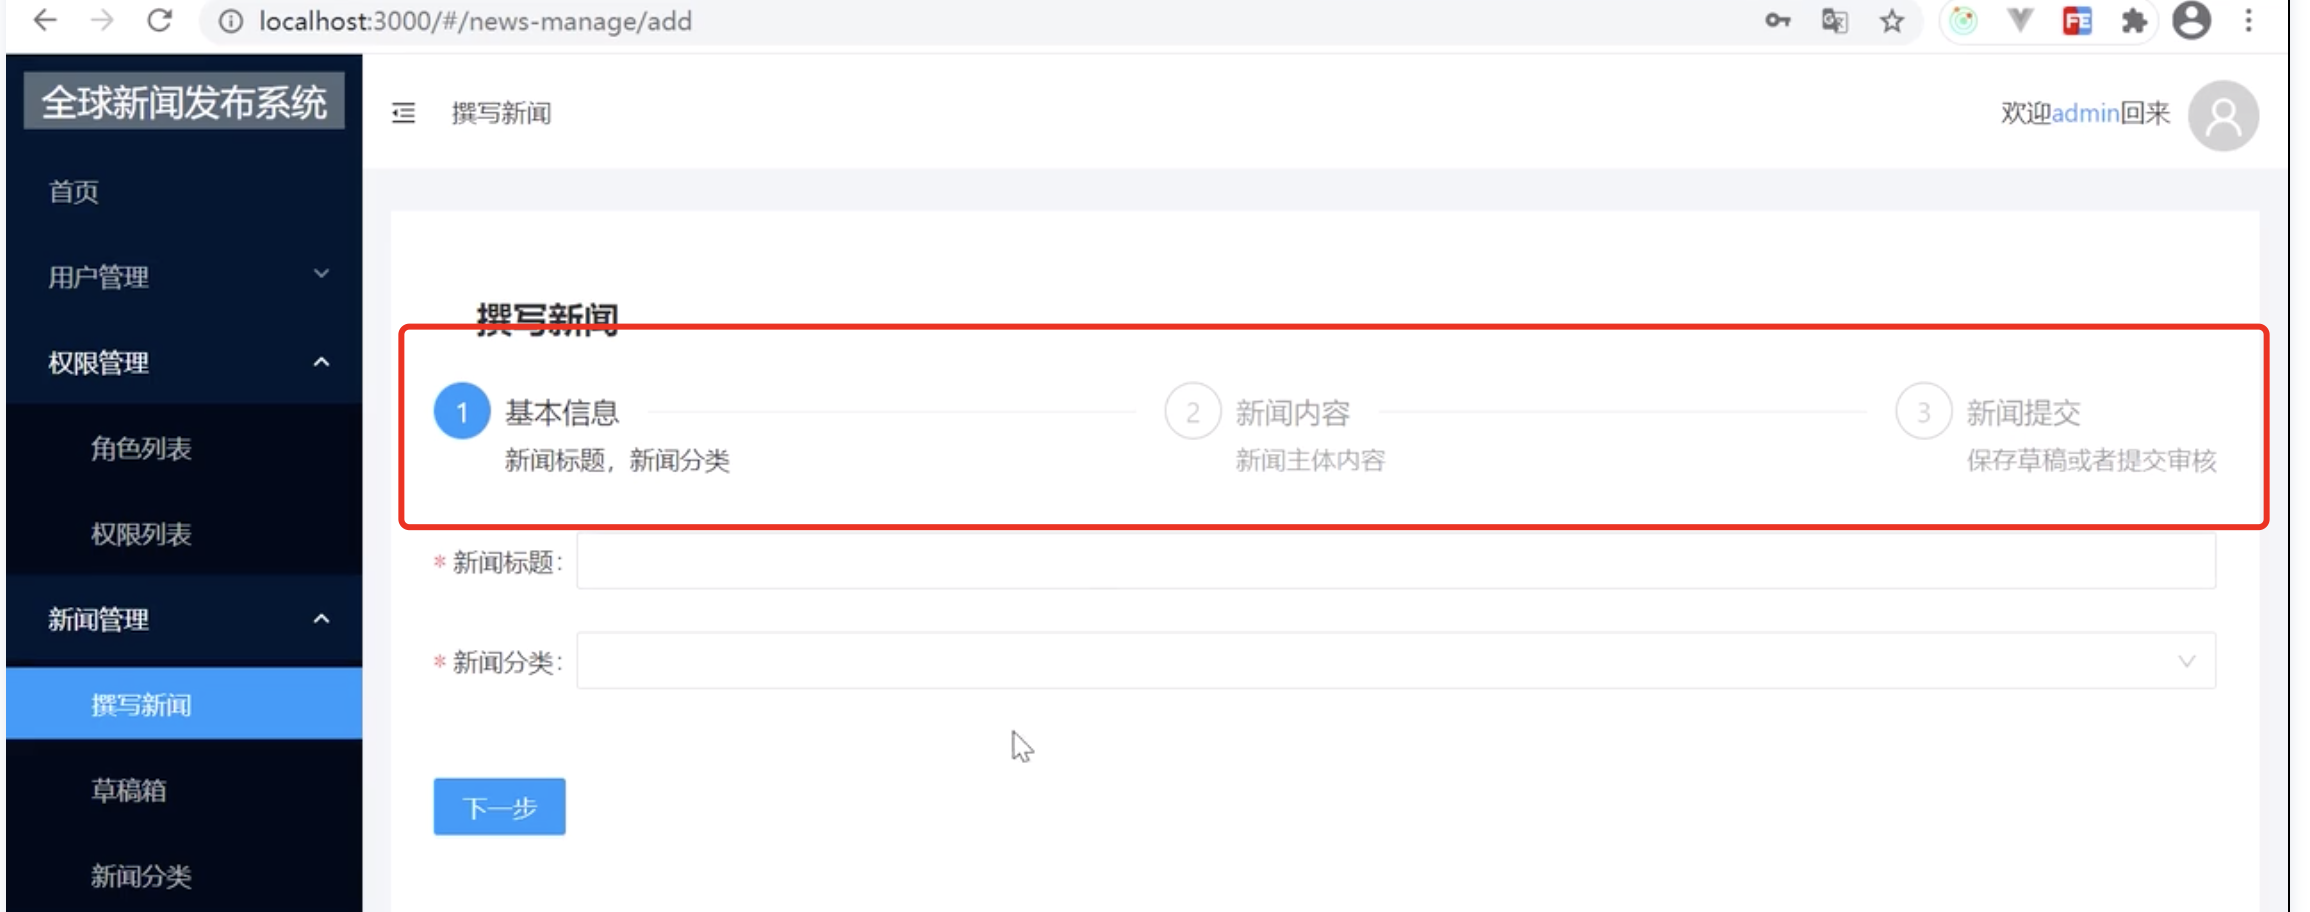 localhost:3000/#/news-manage/add
全球新闻发布系统
撰写新闻
欢迎admin回来
首页
用户管理
权限管理
角色列表
权限列表
新闻管理
撰写新闻
草稿箱
新闻分类
撰写新闻
1 基本信息
新闻标题，新闻分类
2 新闻内容
新闻主体内容
3 新闻提交
保存草稿或者提交审核
* 新闻标题：
* 新闻分类：
下一步
FE